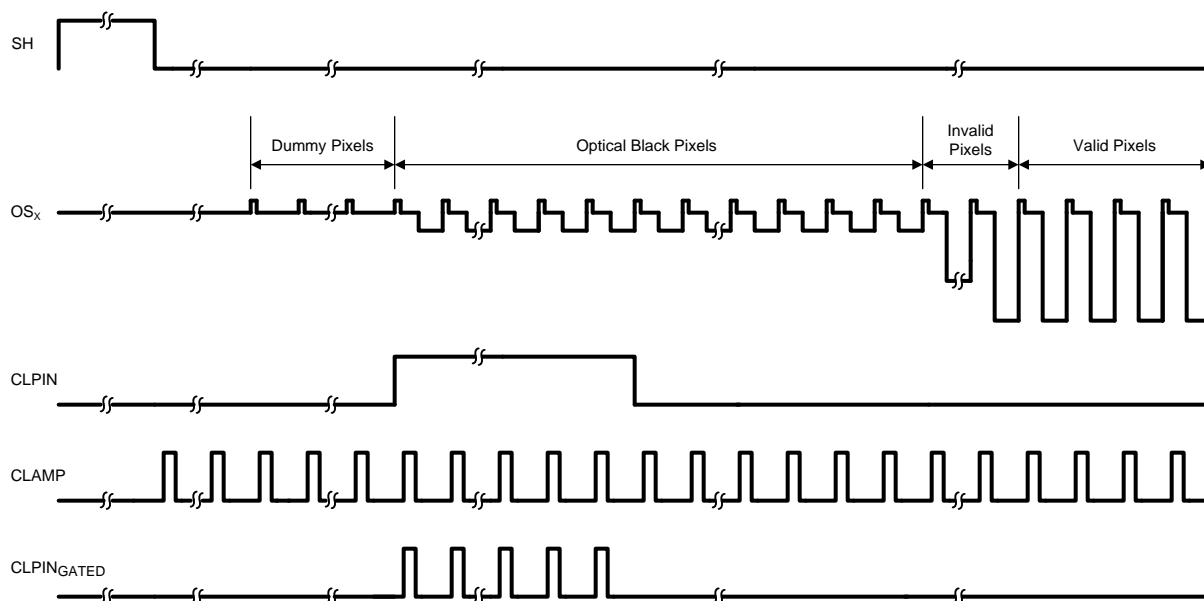 SH
Dummy Pixels
Optical Black Pixels
Invalid
Pixels
Valid Pixels
OSX
CLPIN
CLAMP
CLPINGATED